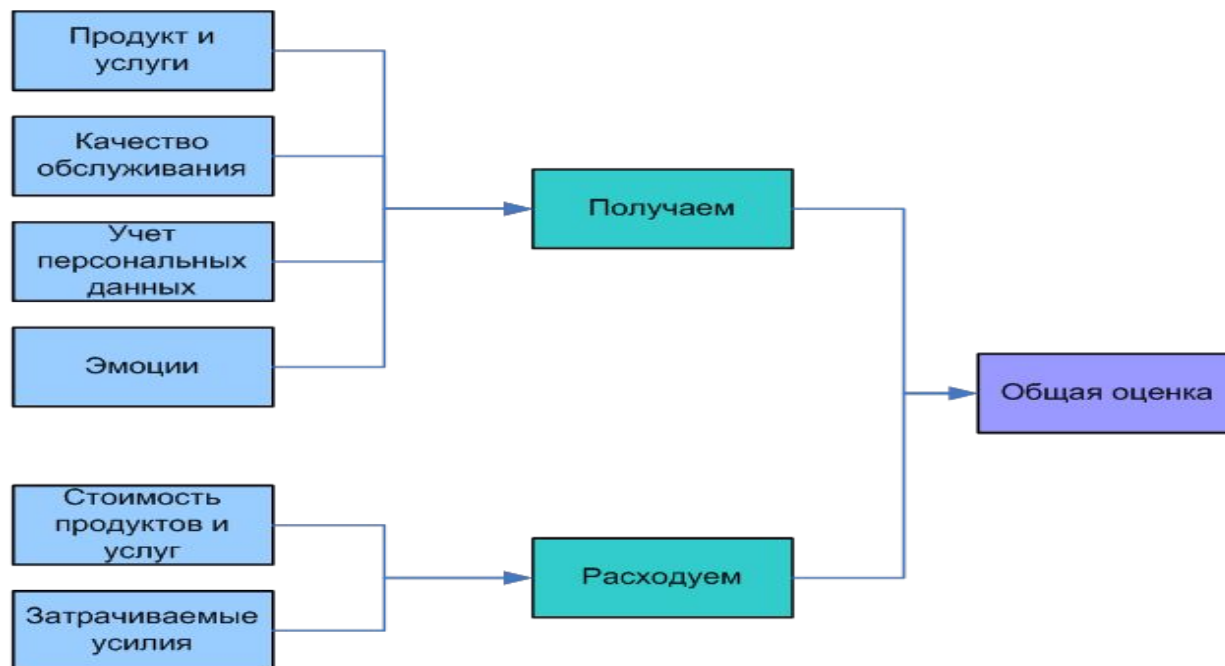 Продукт и
услуги
Качество
обслуживания
Учет
персональных
данных
Эмоции
Получаем
Общая оценка
Стоимость
продуктов и
услуг
Затрачиваемые
усилия
Расходуем